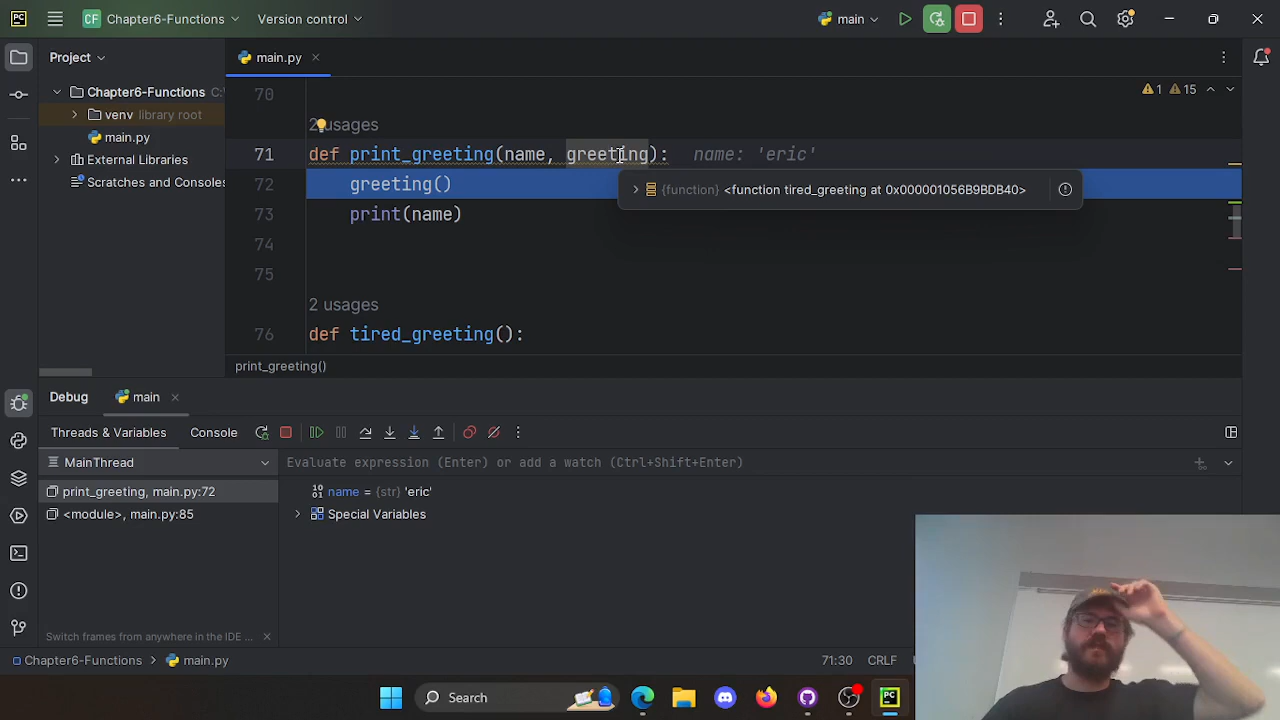 PC
CF Chapter6-Functions
Version control
main
Project
main.py
Chapter6-Functions C:\
venv library root
main.py
External Libraries
Scratches and Consoles
1 15
70
2 usages
71 def print_greeting(name, greeting): name: 'eric'
72 greeting()
{function} <function tired_greeting at 0x000001056B9BDB40>
73 print(name)
74
75
2 usages
76 def tired_greeting():
print_greeting()
Debug
main
Threads & Variables
Console
MainThread
Evaluate expression (Enter) or add a watch (Ctrl+Shift+Enter)
print_greeting, main.py:72
<module>, main.py:85
name = {str} 'eric'
Special Variables
Switch frames from anywhere in the IDE ...
Chapter6-Functions > main.py
71:30 CRLF
Search
PC